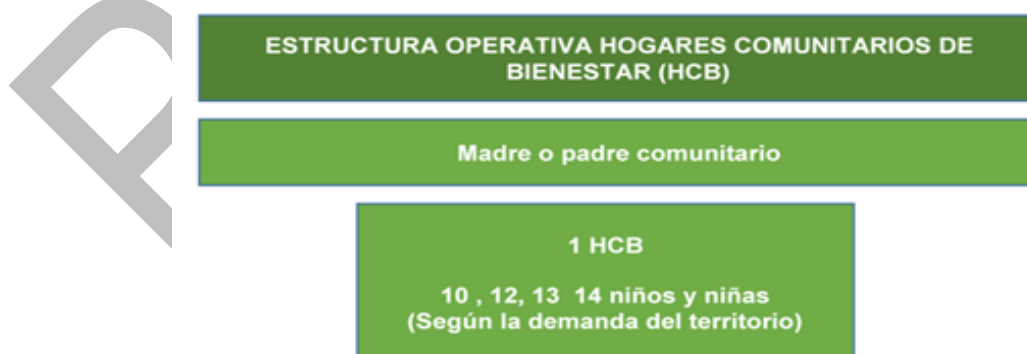 ESTRUCTURA OPERATIVA HOGARES COMUNITARIOS DE
BIENESTAR (HCB)
Madre o padre comunitario
1 HCB
10 , 12, 13 14 niños y niñas
(Según la demanda del territorio)